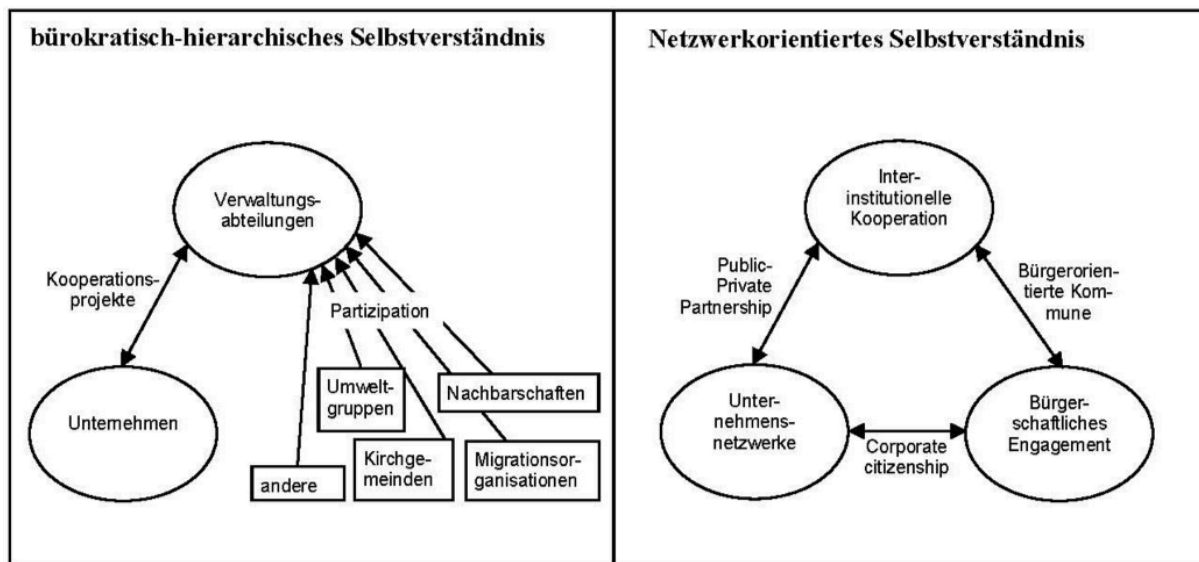 bürokratisch-hierarchisches Selbstverständnis
Verwaltungs-
abteilungen
Kooperations-
projekte
Partizipation
Unternehmen
Umwelt-
gruppen
Nachbarschaften
andere
Kirchge-
meinden
Migrationsor-
ganisationen
Netzwerkorientiertes Selbstverständnis
Inter-
institutionelle
Kooperation
Public-
Private
Partnership
Bürgerorien-
tierte Kom-
mune
Unter-
nehmens-
netzwerke
Corporate
citizenship
Bürger-
schaftliches
Engagement